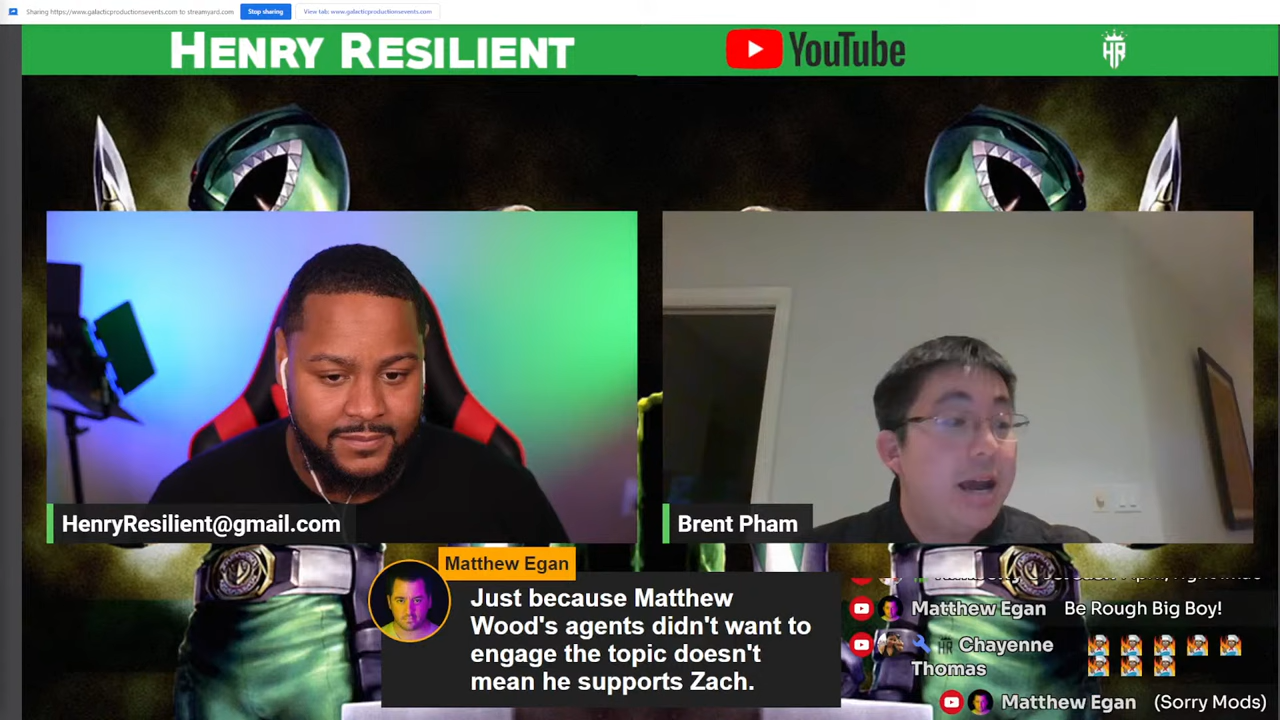 Sharing https://www.galacticproductionsevents.com to streamyard.com
Stop sharing
View tab: www.galacticproductionsevents.com
HENRY RESILIENT
YouTube
HR
HenryResilient@gmail.com
Brent Pham
Matthew Egan
Just because Matthew
Wood's agents didn't want to
engage the topic doesn't
mean he supports Zach.
Matthew Egan Be Rough Big Boy!
HR Chayenne
Thomas
Matthew Egan (Sorry Mods)